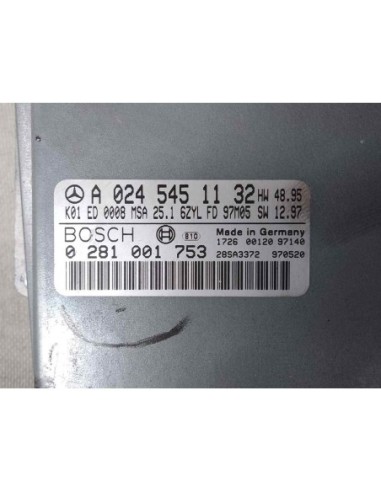 A 024 545 11 32 HW 48.95
K01 ED 0008 MSA 25.1 6ZYL FD 97M05 SW 12.97
BOSCH 910 Made in Germany
1726 00120 97140
0 281 001 753 28SA3372 970520